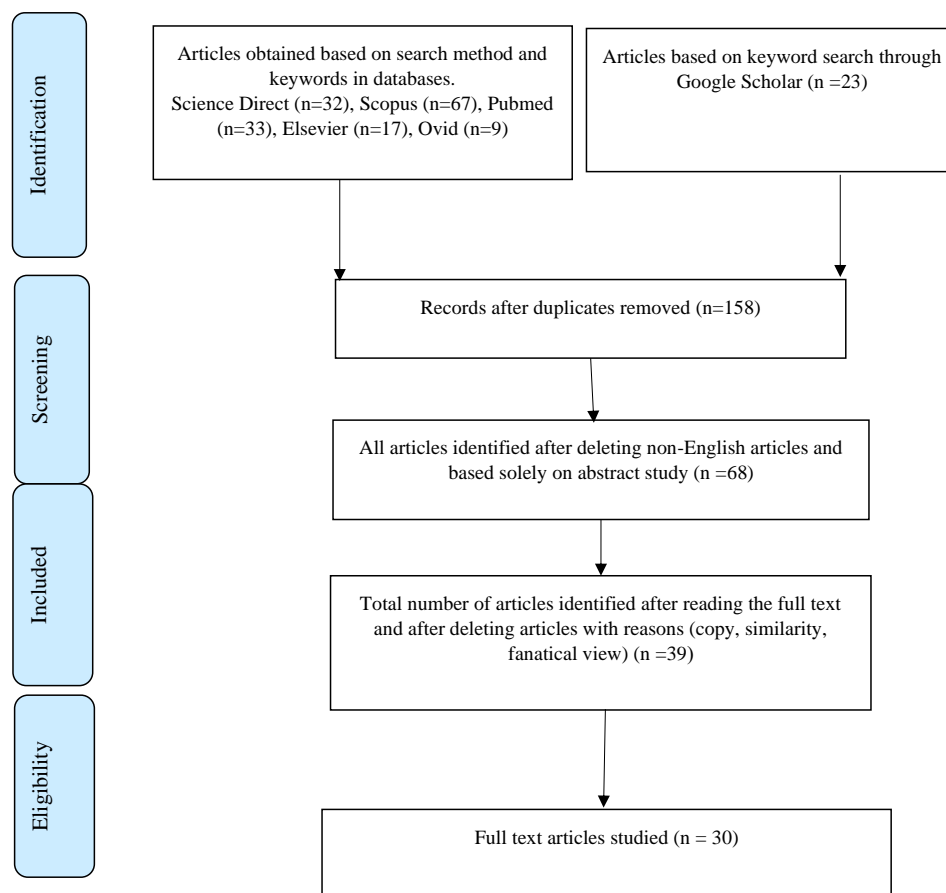 Identification
Articles obtained based on search method and
keywords in databases.
Science Direct (n=32), Scopus (n=67), Pubmed
(n=33), Elsevier (n=17), Ovid (n=9)
Articles based on keyword search through
Google Scholar (n =23)
Screening
Records after duplicates removed (n=158)
All articles identified after deleting non-English articles and
based solely on abstract study (n =68)
Included
Total number of articles identified after reading the full text
and after deleting articles with reasons (copy, similarity,
fanatical view) (n =39)
Eligibility
Full text articles studied (n = 30)